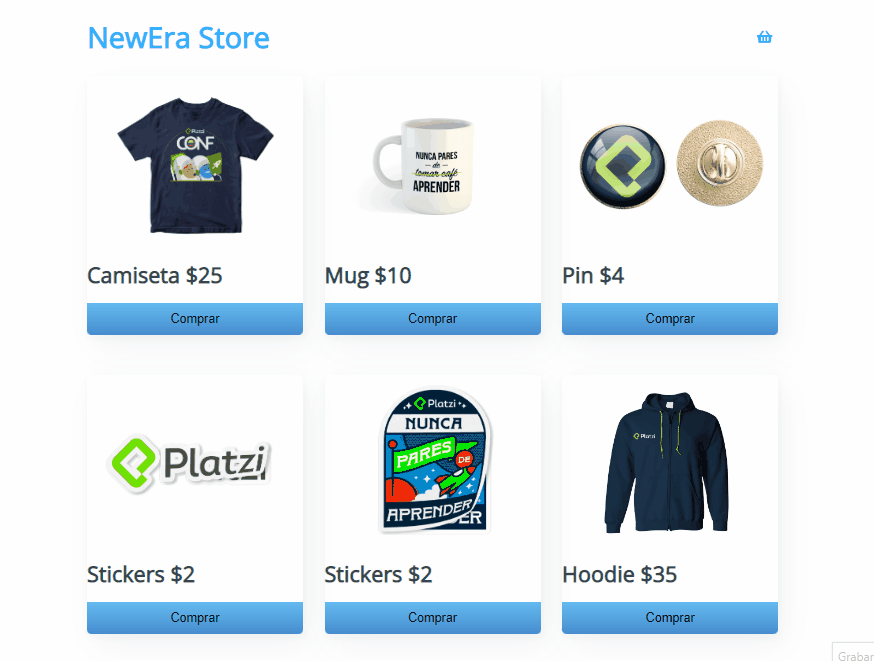 NewEra Store
Platzi
CONF
NUNCA PARES
de
tomar café
APRENDER
Camiseta $25
Mug $10
Pin $4
Comprar
Comprar
Comprar
Platzi
Platzi
NUNCA
PARES
DE
APRENDER
Platzi
Stickers $2
Stickers $2
Hoodie $35
Comprar
Comprar
Comprar
Grabar